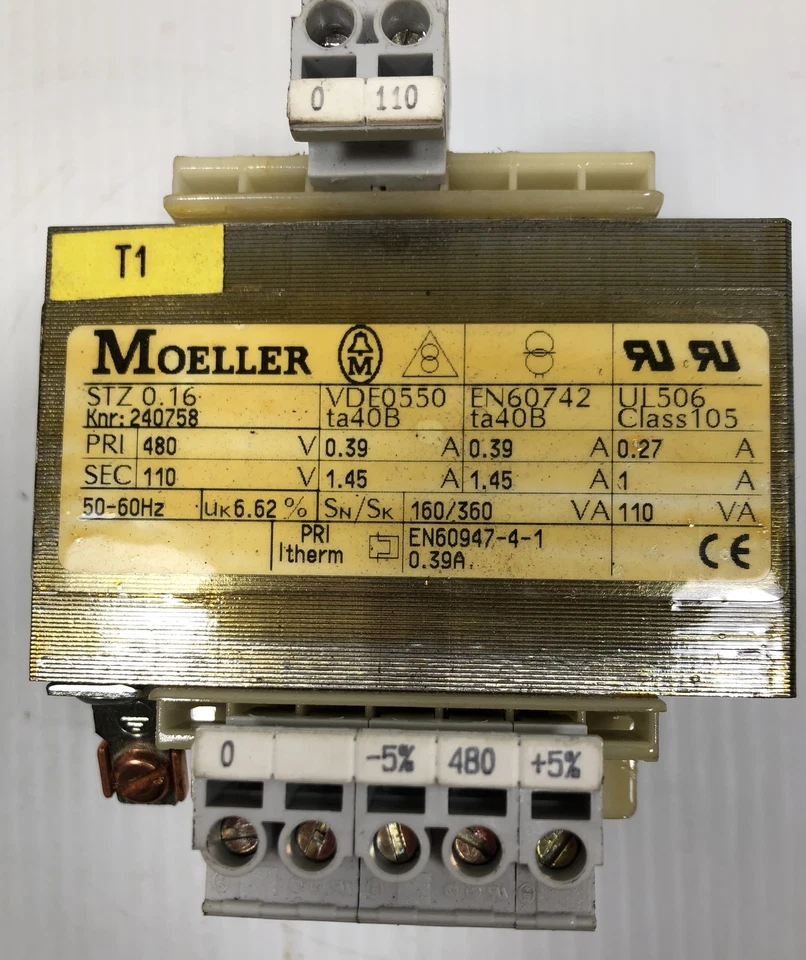 0 110
T1
MOELLER M
STZ 0.16 VDE0550 EN60742 UL506
Knr: 240758 ta40B ta40B Class105
PRI 480 V 0.39 A 0.39 A 0.27 A
SEC 110 V 1.45 A 1.45 A 1 A
50-60Hz uK 6.62 % SN/SK 160/360 VA 110 VA
PRI EN60947-4-1
Itherm 0.39A CE
0 -5% 480 +5%